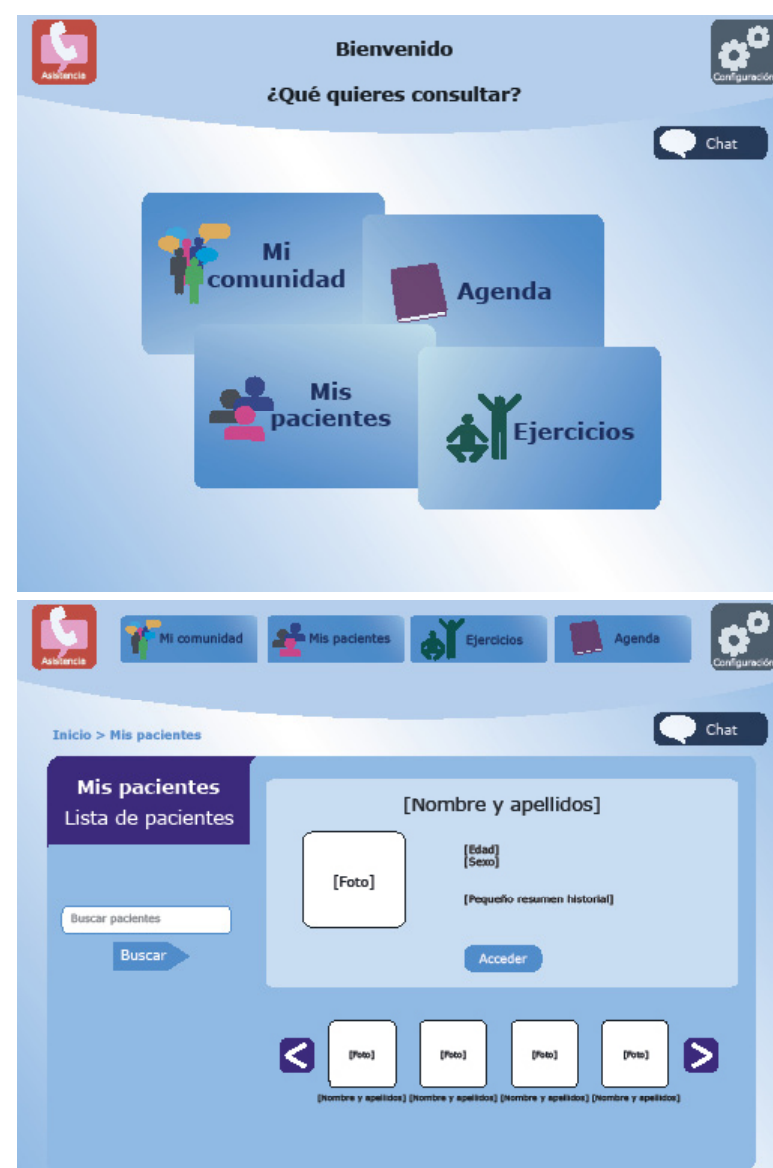 Bienvenido
Asistencia
Configuración
¿Qué quieres consultar?
Chat
Mi
comunidad
Agenda
Mis
pacientes
Ejercicios
Asistencia
Mi comunidad
Mis pacientes
Ejercicios
Agenda
Configuración
Inicio > Mis pacientes
Chat
Mis pacientes
Lista de pacientes
Buscar pacientes
Buscar
[Nombre y apellidos]
[Foto]
[Edad]
[Sexo]
[Pequeño resumen historial]
Acceder
<
[Foto] [Foto] [Foto] [Foto]
>
[Nombre y apellidos] [Nombre y apellidos] [Nombre y apellidos] [Nombre y apellidos]